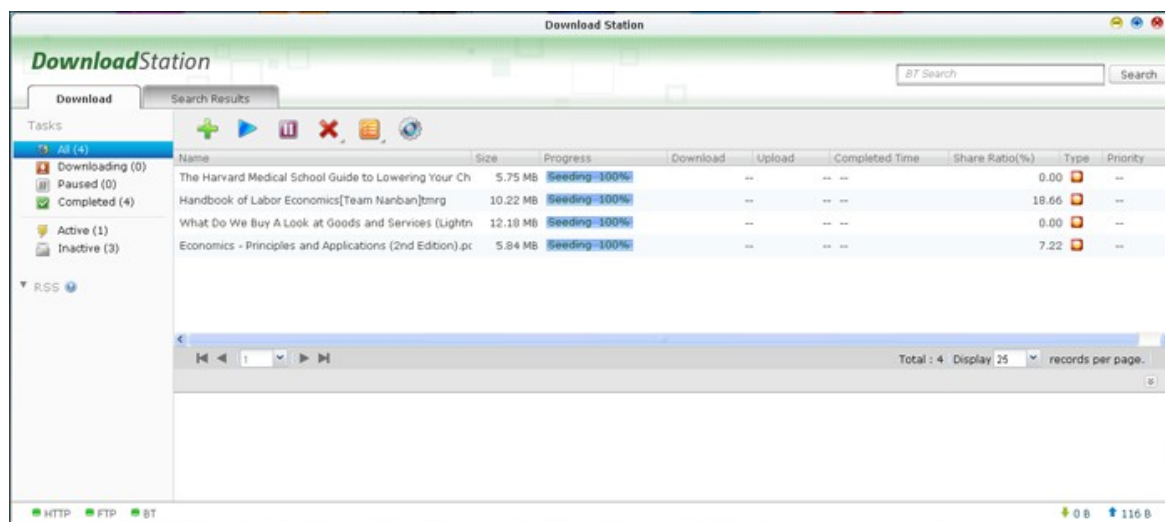 Download Station
DownloadStation
BT Search Search
Download Search Results
Tasks
All (4)
Downloading (0)
Paused (0)
Completed (4)
Active (1)
Inactive (3)
RSS
Name Size Progress Download Upload Completed Time Share Ratio(%) Type Priority
The Harvard Medical School Guide to Lowering Your Ch 5.75 MB Seeding 100% -- -- -- 0.00 --
Handbook of Labor Economics[Team Nanban]tmrg 10.22 MB Seeding 100% -- -- -- 18.66 --
What Do We Buy A Look at Goods and Services (Lightn 12.18 MB Seeding 100% -- -- -- 0.00 --
Economics - Principles and Applications (2nd Edition).pc 5.84 MB Seeding 100% -- -- -- 7.22 --
1 Total : 4 Display 25 records per page.
HTTP FTP BT 0 B 116 B